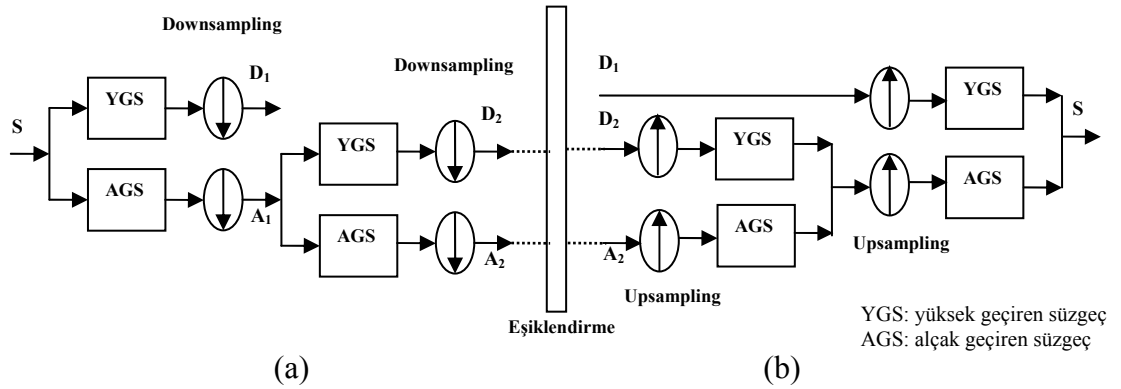 Downsampling
Downsampling
S
YGS
D₁
AGS
A₁
YGS
D₂
AGS
A₂
Eşiklendirme
D₁
D₂
YGS
YGS
S
A₂
AGS
AGS
Upsampling
Upsampling
YGS: yüksek geçiren süzgeç
AGS: alçak geçiren süzgeç
(a)
(b)